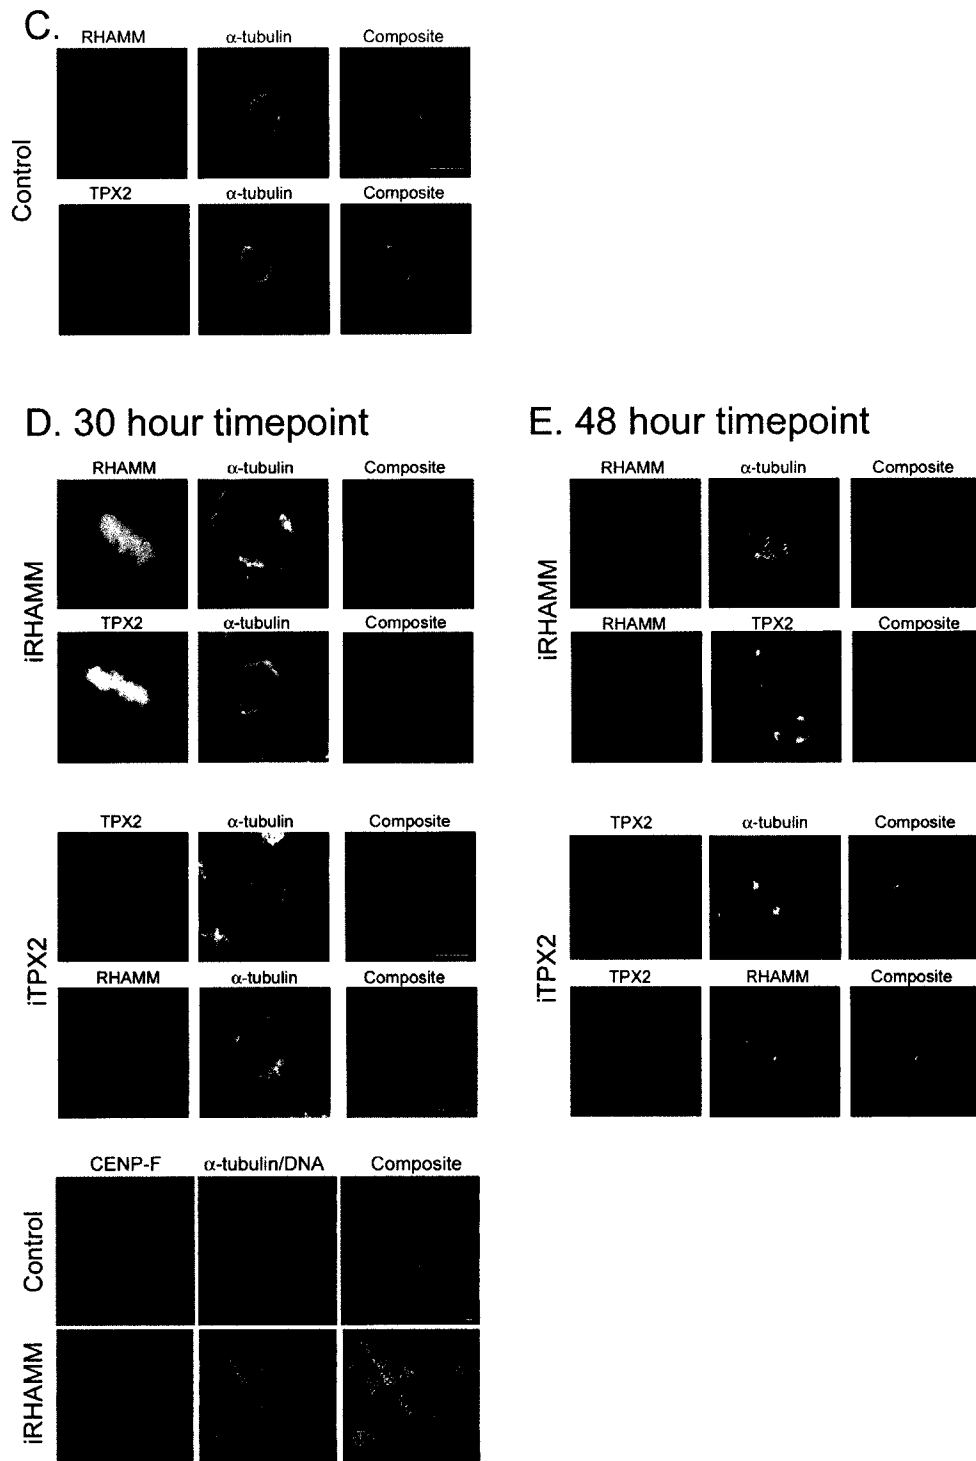 C.
RHAMM α-tubulin Composite
Control
TPX2 α-tubulin Composite
D. 30 hour timepoint
RHAMM α-tubulin Composite
iRHAMM
TPX2 α-tubulin Composite
TPX2 α-tubulin Composite
iTPX2
RHAMM α-tubulin Composite
CENP-F α-tubulin/DNA Composite
Control
iRHAMM
E. 48 hour timepoint
RHAMM α-tubulin Composite
iRHAMM
RHAMM TPX2 Composite
TPX2 α-tubulin Composite
iTPX2
TPX2 RHAMM Composite